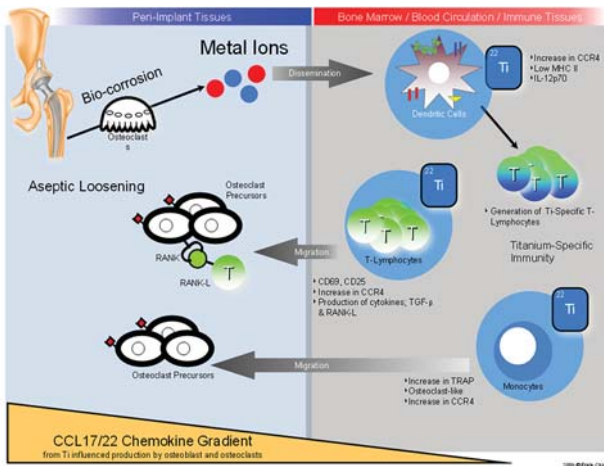 Peri-Implant Tissues
Bone Marrow / Blood Circulation / Immune Tissues
Metal Ions
Bio-corrosion
Osteoclast
s
Dissemination
Dendritic Cells
22
Ti
Increase in CCR4
Low MHC II
IL-12p70
T
T
T
Generation of Ti-Specific T-
Lymphocytes
Titanium-Specific
Immunity
Aseptic Loosening
Osteoclast
Precursors
RANK
RANK-L
T
Migration
T
T
T
T-Lymphocytes
22
Ti
CD69, CD25
Increase in CCR4
Production of cytokines; TGF-β
& RANK-L
Osteoclast Precursors
Migration
22
Ti
Monocytes
Increase in TRAP
Osteoclast-like
Increase in CCR4
CCL17/22 Chemokine Gradient
from Ti influenced production by osteoblast and osteoclasts